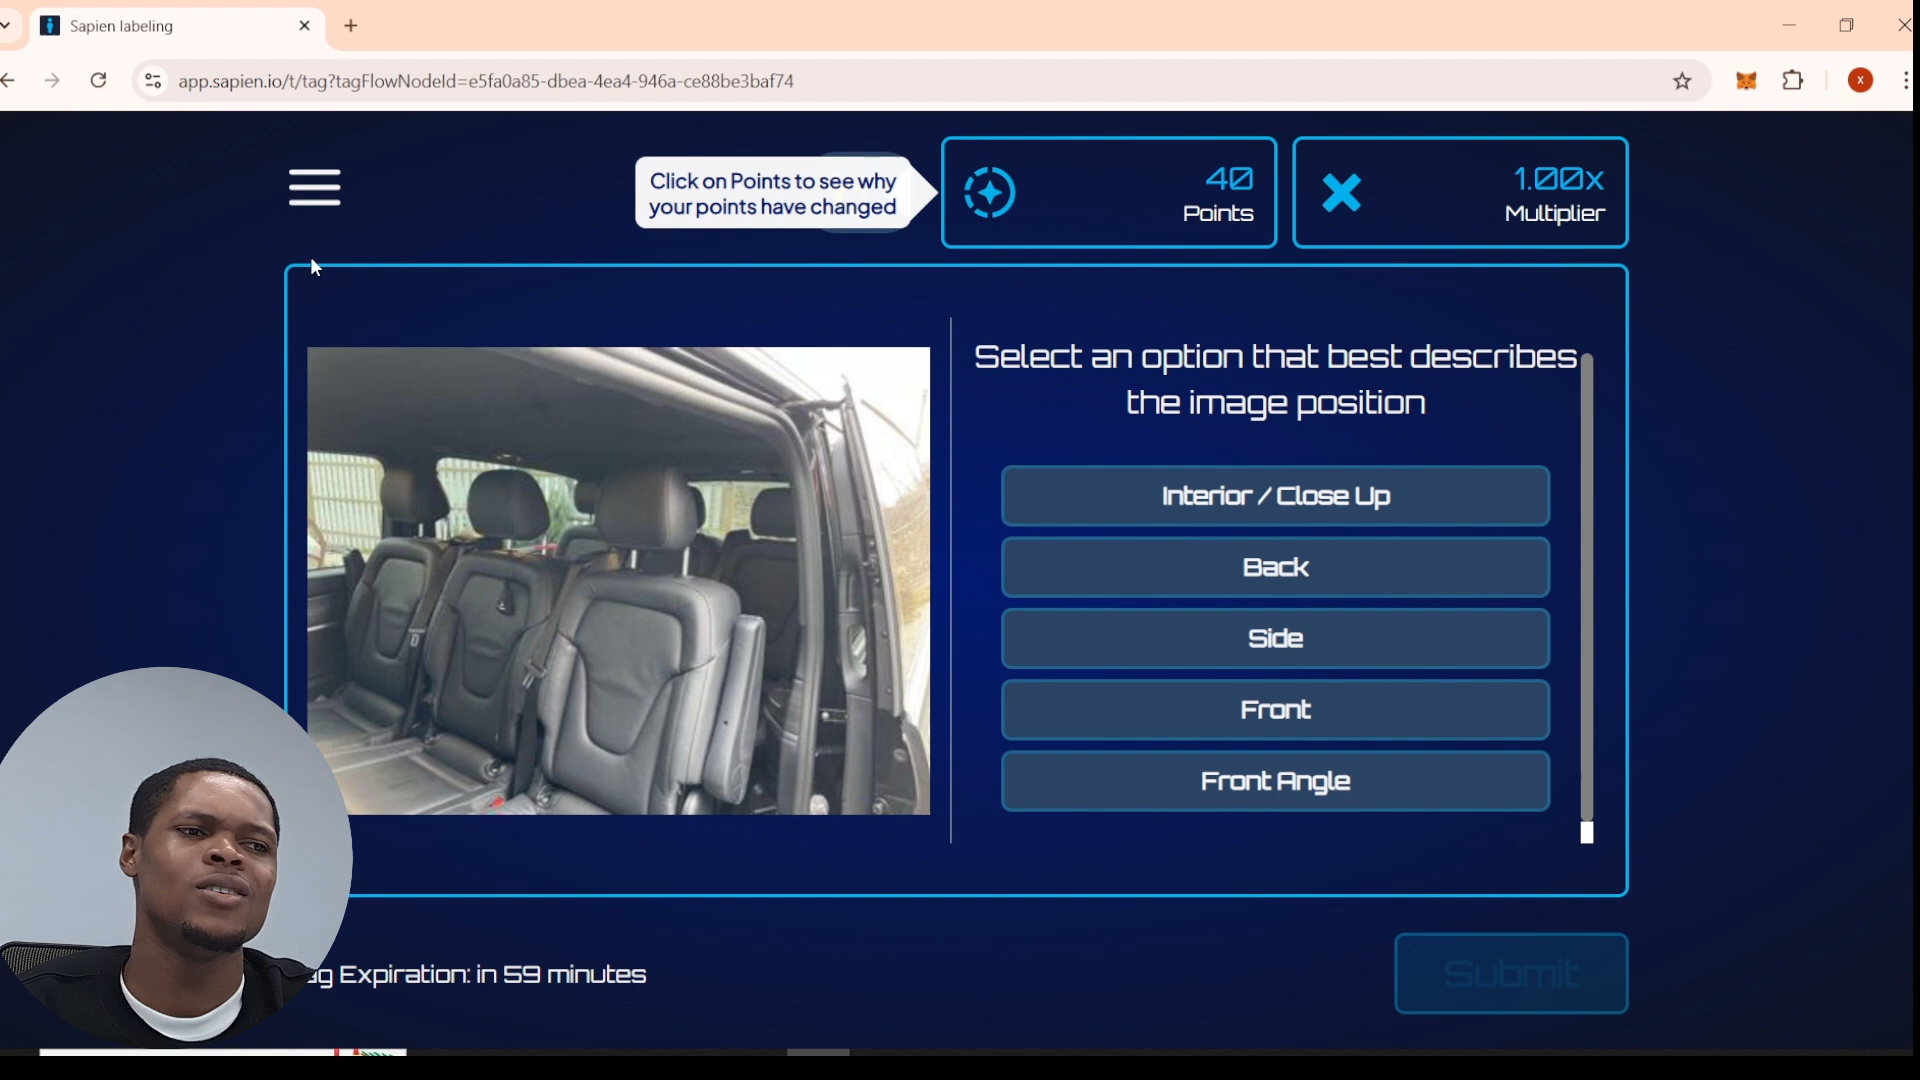 Sapien labeling
app.sapien.io/t/tag?tagFlowNodeId=e5fa0a85-dbea-4ea4-946a-ce88be3baf74
X
Click on Points to see why
your points have changed
40
Points
1.00x
Multiplier
Select an option that best describes
the image position
Interior / Close Up
Back
Side
Front
Front Angle
ag Expiration: in 59 minutes
Submit